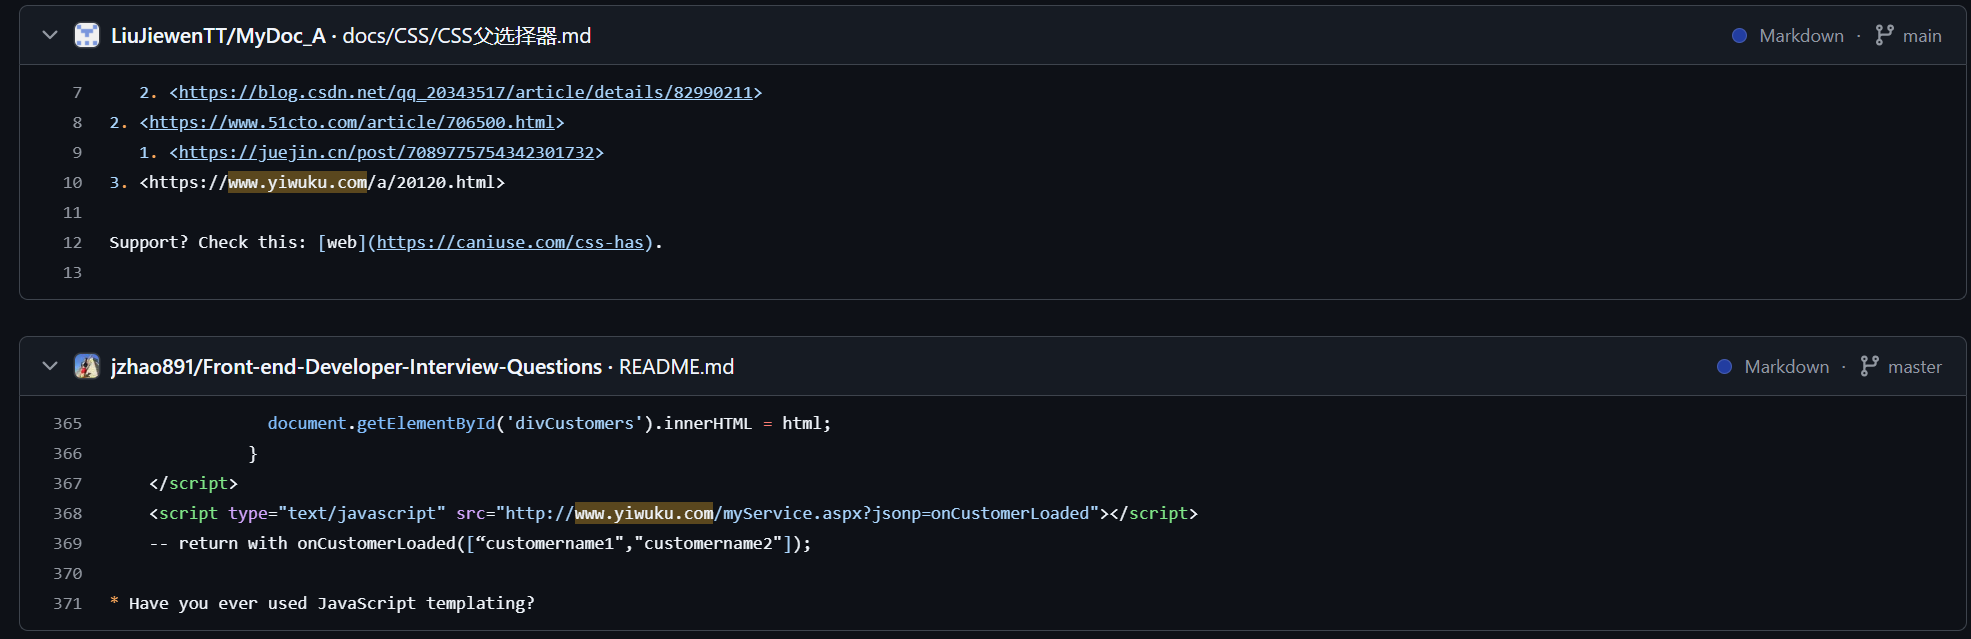 LiuJiewenTT/MyDoc_A · docs/CSS/CSS父选择器.md
Markdown · main
7 2. <https://blog.csdn.net/qq_20343517/article/details/82990211>
8 2. <https://www.51cto.com/article/706500.html>
9 1. <https://juejin.cn/post/7089775754342301732>
10 3. <https://www.yiwuku.com/a/20120.html>
11
12 Support? Check this: [web](https://caniuse.com/css-has).
13
jzhao891/Front-end-Developer-Interview-Questions · README.md
Markdown · master
365 document.getElementById('divCustomers').innerHTML = html;
366 }
367 </script>
368 <script type="text/javascript" src="http://www.yiwuku.com/myService.aspx?jsonp=onCustomerLoaded"></script>
369 -- return with onCustomerLoaded([“customername1","customername2"]);
370
371 * Have you ever used JavaScript templating?